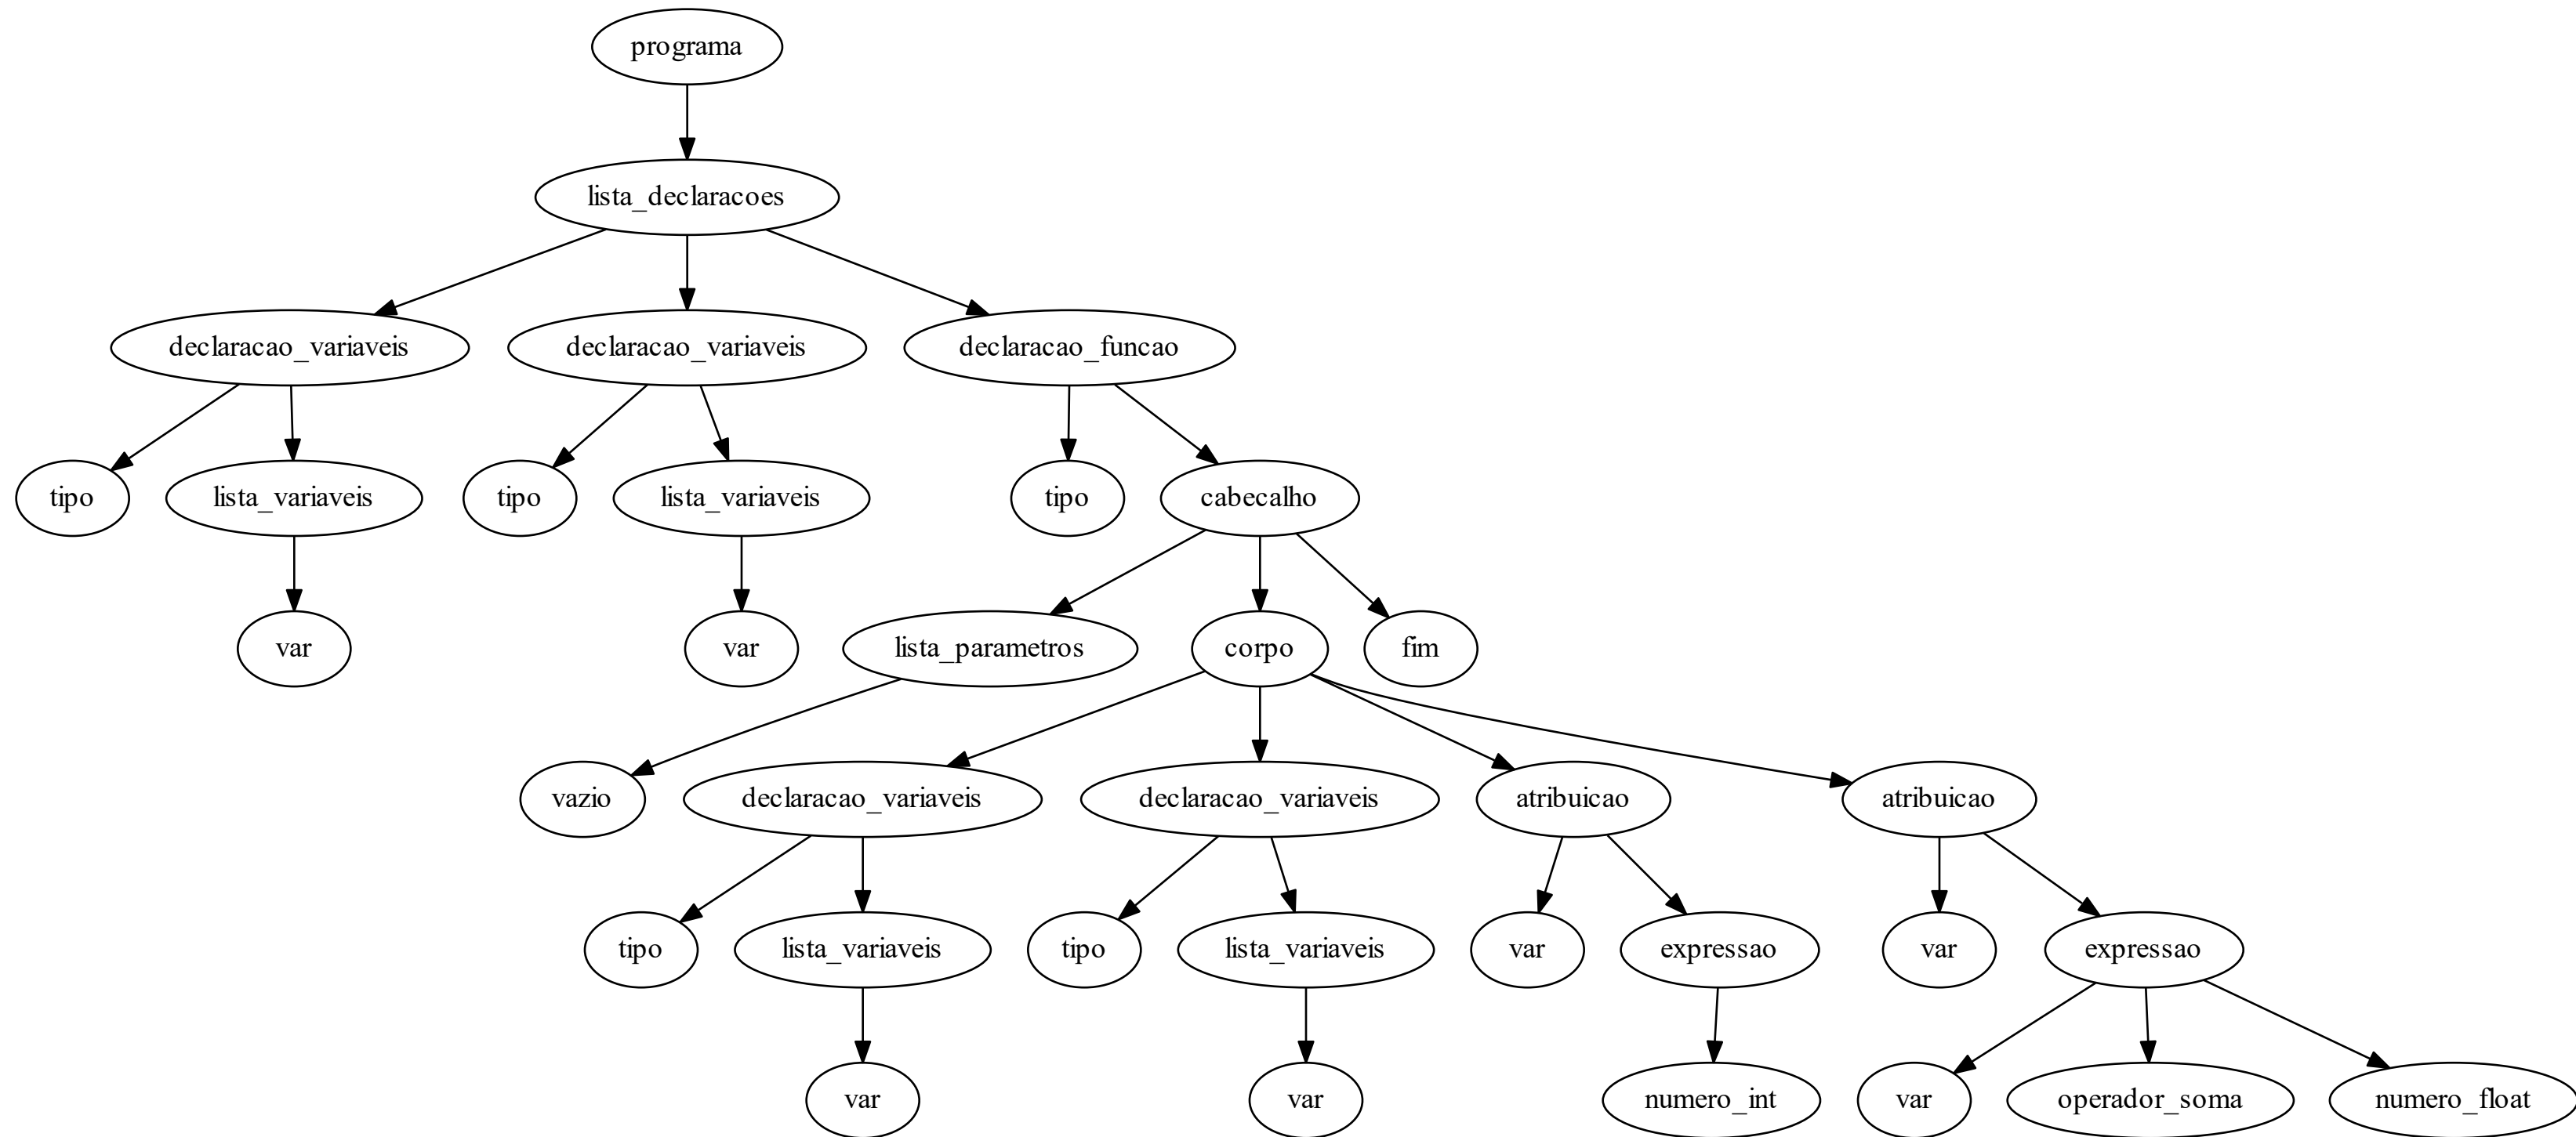 programa
lista_declaracoes
declaracao_variaveis
declaracao_variaveis
declaracao_funcao
tipo
lista_variaveis
tipo
lista_variaveis
tipo
cabecalho
var
var
lista_parametros
corpo
fim
vazio
declaracao_variaveis
declaracao_variaveis
atribuicao
atribuicao
tipo
lista_variaveis
tipo
lista_variaveis
var
expressao
var
expressao
var
var
numero_int
var
operador_soma
numero_float